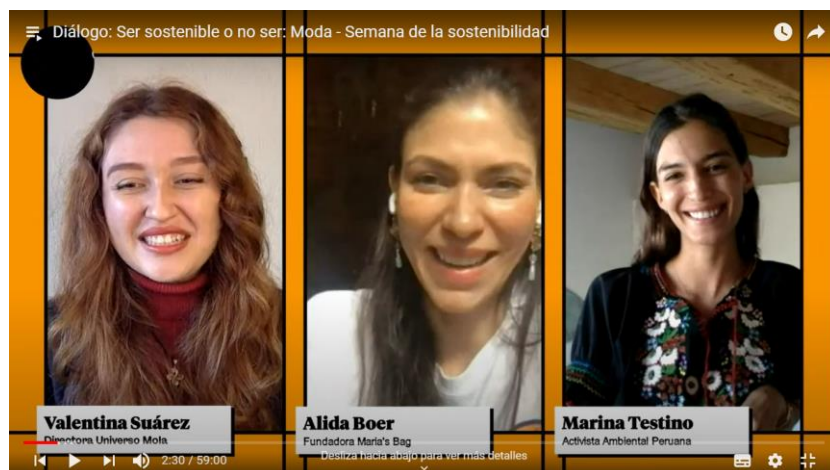 Diálogo: Ser sostenible o no ser: Moda - Semana de la sostenibilidad
Valentina Suárez
Directora Universo Mola
Alida Boer
Fundadora Maria's Bag
Marina Testino
Activista Ambiental Peruana
2:30 / 59:00
Desliza hacia abajo para ver más detalles